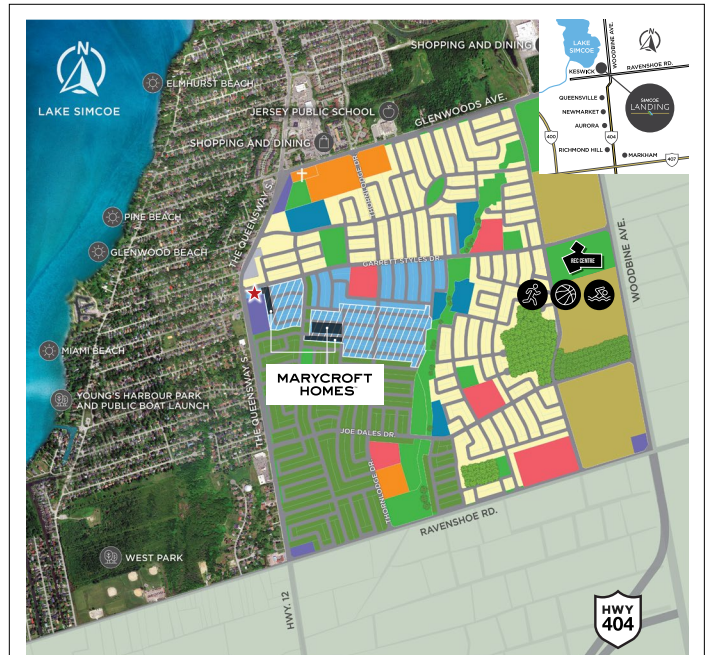 N
LAKE SIMCOE
ELMHURST BEACH
SHOPPING AND DINING
JERSEY PUBLIC SCHOOL
SHOPPING AND DINING
GLENWOODS AVE.
LAKE
SIMCOE
N
WOODBINE AVE.
RAVENSHOE RD.
KESWICK
SIMCOE
LANDING
QUEENSVILLE
NEWMARKET
AURORA
400
404
RICHMOND HILL
MARKHAM
407
THORNLODGE DR.
PINE BEACH
THE QUEENSWAY S.
GLENWOOD BEACH
GARRETT STYLES DR.
WOODBINE AVE.
REC CENTRE
MIAMI BEACH
MARYCROFT
HOMES
YOUNG'S HARBOUR PARK
AND PUBLIC BOAT LAUNCH
THE QUEENSWAY S.
JOE DALES DR.
THORNLODGE DR.
RAVENSHOE RD.
WEST PARK
HWY. 12
HWY
404